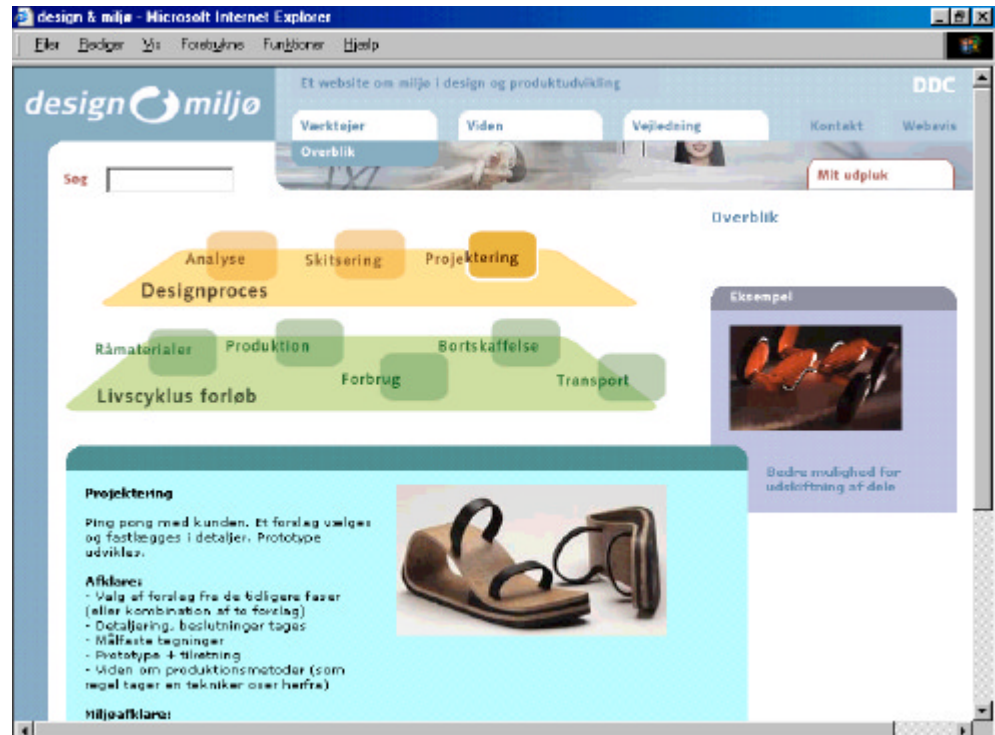 design & miljø - Microsoft Internet Explorer
Filer Rediger Vis Foretrukne Funktioner Hjælp
design miljø
Et website om miljø i design og produktudvikling
DDC
Værktøjer Viden Vejledning Kontakt Webavis
Overblik
Søg
Mit udpluk
Overblik
Analyse Skitsering Projektering
Designproces
Råmaterialer Produktion Bortskaffelse
Forbrug Transport
Livscyklus forløb
Eksempel
Bedre mulighed for
udskiftning af dele
Projektering
Ping pong med kunden. Et forslag vælges
og fastlægges i detaljer. Prototype
udvikles.
Afklare:
- Valg af forslag fra de tidligere faser
(eller kombination af to forslag)
- Detaljering, beslutninger tages
- Målfaste tegninger
- Prototype + tilretning
- Viden om produktionsmetoder (som
regel tager en tekniker over herfra)
Miljøafklare: